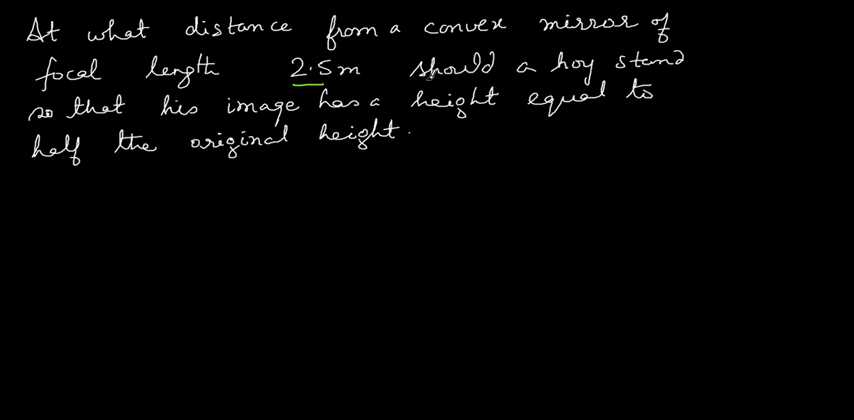 At what distance from a convex mirror of
focal length 2.5m should a hoy stand
so that his image has a height equal to
half the original height.